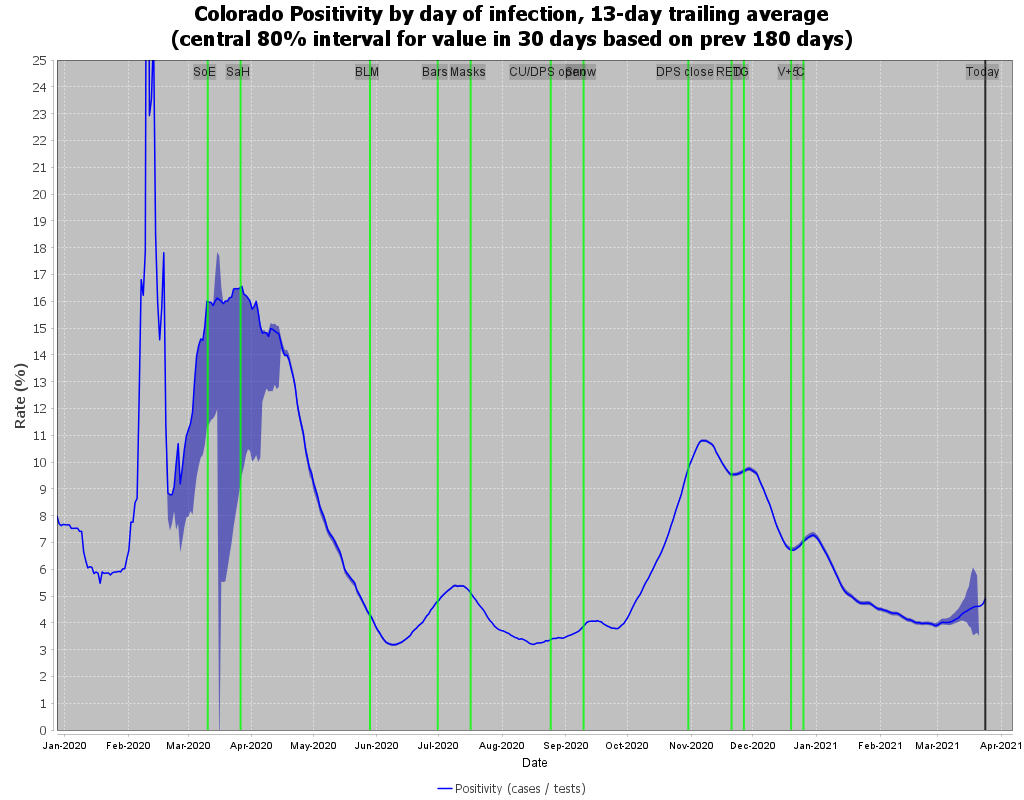 Colorado Positivity by day of infection, 13-day trailing average
(central 80% interval for value in 30 days based on prev 180 days)
25
24
23
22
21
20
19
18
17
16
15
14
13
12
11
10
9
8
7
6
5
4
3
2
1
0
Rate (%)
SoE
SaH
BLM
Bars
Masks
CU/DPS open
Snow
DPS close
RED
TG
V+S
C
Today
Jan-2020
Feb-2020
Mar-2020
Apr-2020
May-2020
Jun-2020
Jul-2020
Aug-2020
Sep-2020
Oct-2020
Nov-2020
Dec-2020
Jan-2021
Feb-2021
Mar-2021
Apr-2021
Date
Positivity (cases / tests)